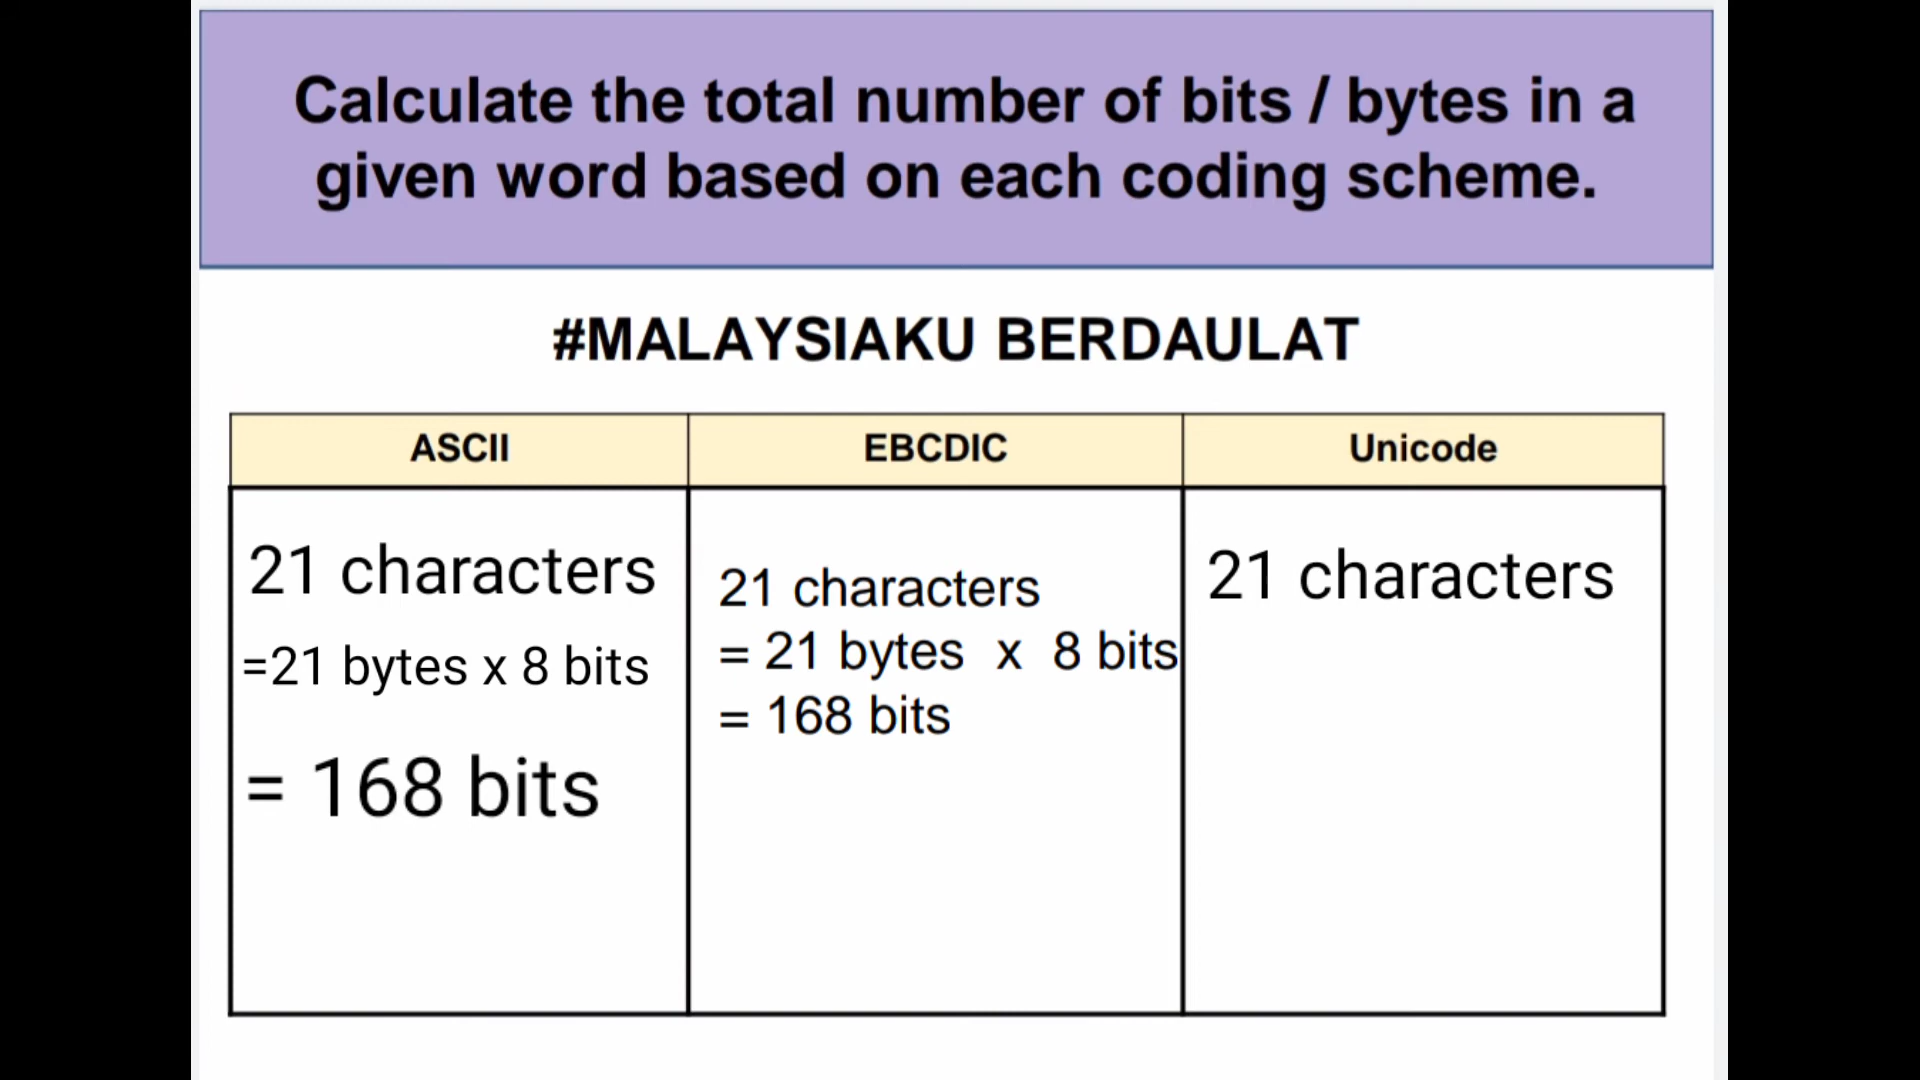 Calculate the total number of bits / bytes in a
given word based on each coding scheme.
#MALAYSIAKU BERDAULAT
ASCII
EBCDIC
Unicode
21 characters
=21 bytes x 8 bits
= 168 bits
21 characters
= 21 bytes x 8 bits
= 168 bits
21 characters